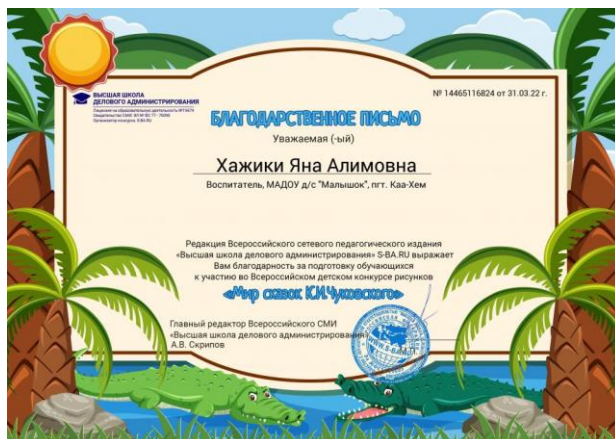 ВЫСШАЯ ШКОЛА
ДЕЛОВОГО АДМИНИСТРИРОВАНИЯ
№ 14465116824 от 31.03.22 г.
БЛАГОДАРСТВЕННОЕ ПИСЬМО
Уважаемая (-ый)
Хажики Яна Алимовна
Воспитатель, МАДОУ д/с "Малышок", пгт. Каа-Хем
Редакция Всероссийского сетевого педагогического издания
«Высшая школа делового администрирования» S-BA.RU выражает
Вам благодарность за подготовку обучающихся
к участию во Всероссийском детском конкурсе рисунков
«Мир сказок К.И.Чуковского»
Главный редактор Всероссийского СМИ
«Высшая школа делового администрирования»
А.В. Скрипов